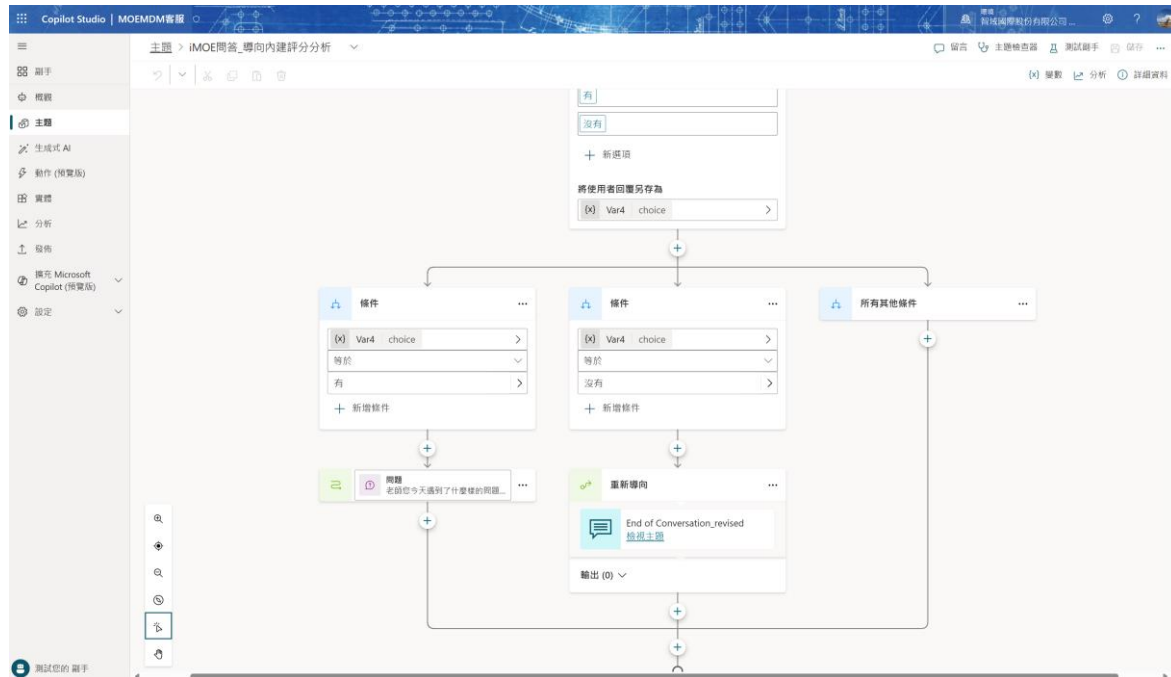 Copilot Studio | MOEMDM客服
環境
智域國際股份有限公司 ...
?
主題 > iMOE問答_導向內建評分分析
留言 主題檢查器 測試副手 儲存 ...
副手
概觀
主題
生成式 AI
動作 (預覽版)
實體
分析
發佈
擴充 Microsoft
Copilot (預覽版)
設定
測試您的 副手
{x} 變數 分析 詳細資料
有
沒有
新選項
將使用者回覆另存為
{x} Var4 choice
條件 ...
{x} Var4 choice
等於
有
新增條件
問題
老師您今天遇到了什麼樣的問題... ...
條件 ...
{x} Var4 choice
等於
沒有
新增條件
重新導向 ...
End of Conversation_revised
檢視主題
輸出 (0)
所有其他條件 ...